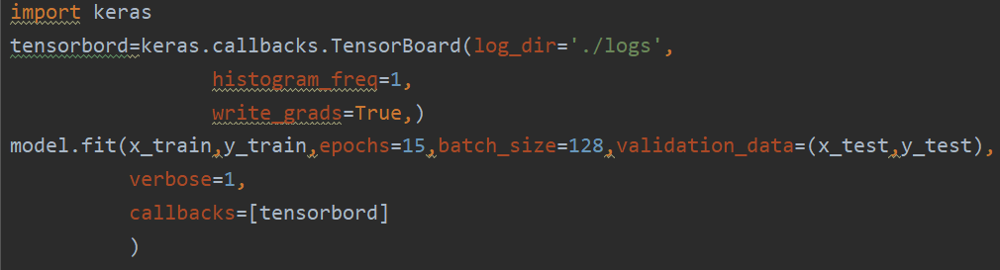 import keras
tensorbord=keras.callbacks.TensorBoard(log_dir='./logs',
histogram_freq=1,
write_grads=True,)
model.fit(x_train,y_train,epochs=15,batch_size=128,validation_data=(x_test,y_test),
verbose=1,
callbacks=[tensorbord]
)